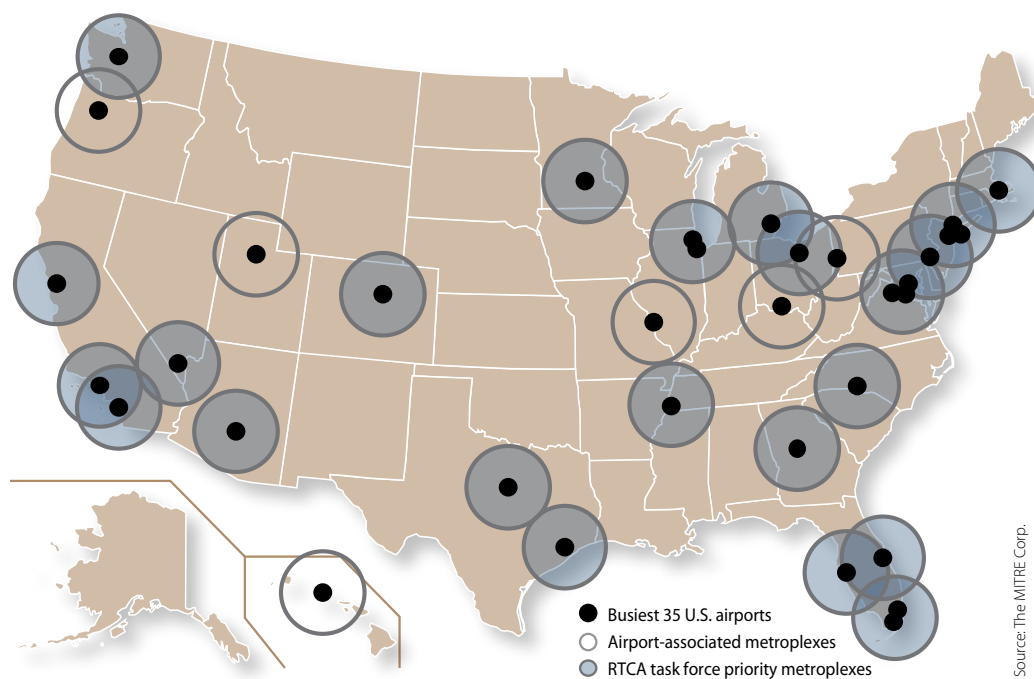 Busiest 35 U.S. airports
Airport-associated metroplexes
RTCA task force priority metroplexes
Source: The MITRE Corp.